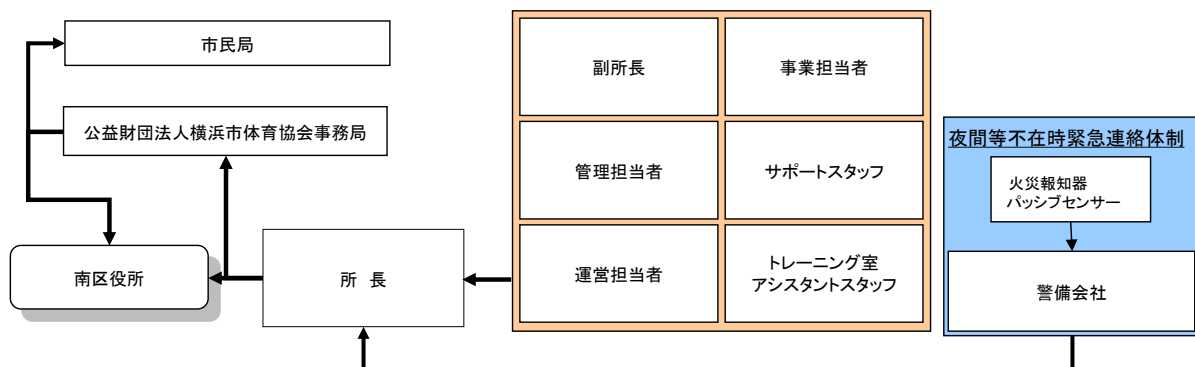 市民局
公益財団法人横浜市体育協会事務局
南区役所
所 長
副所長
事業担当者
管理担当者
サポートスタッフ
運営担当者
トレーニング室
アシスタントスタッフ
夜間等不在時緊急連絡体制
火災報知器
パッシブセンサー
警備会社